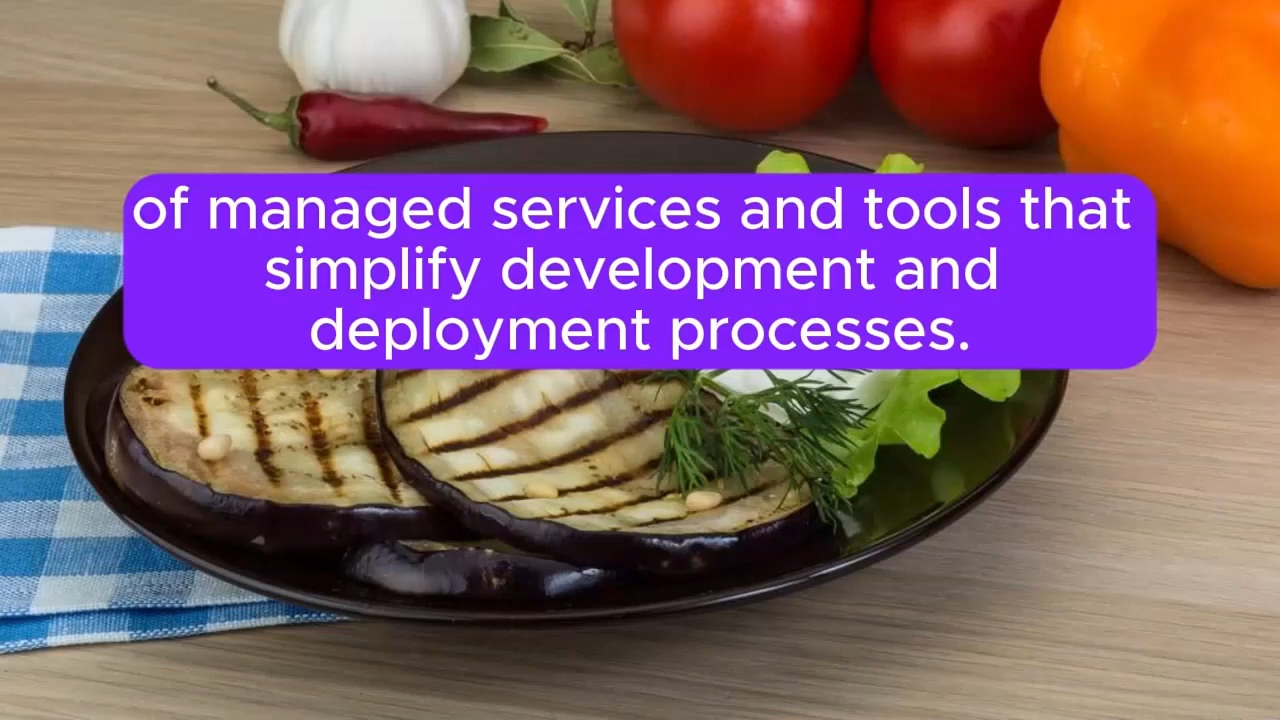 of managed services and tools that
simplify development and
deployment processes.